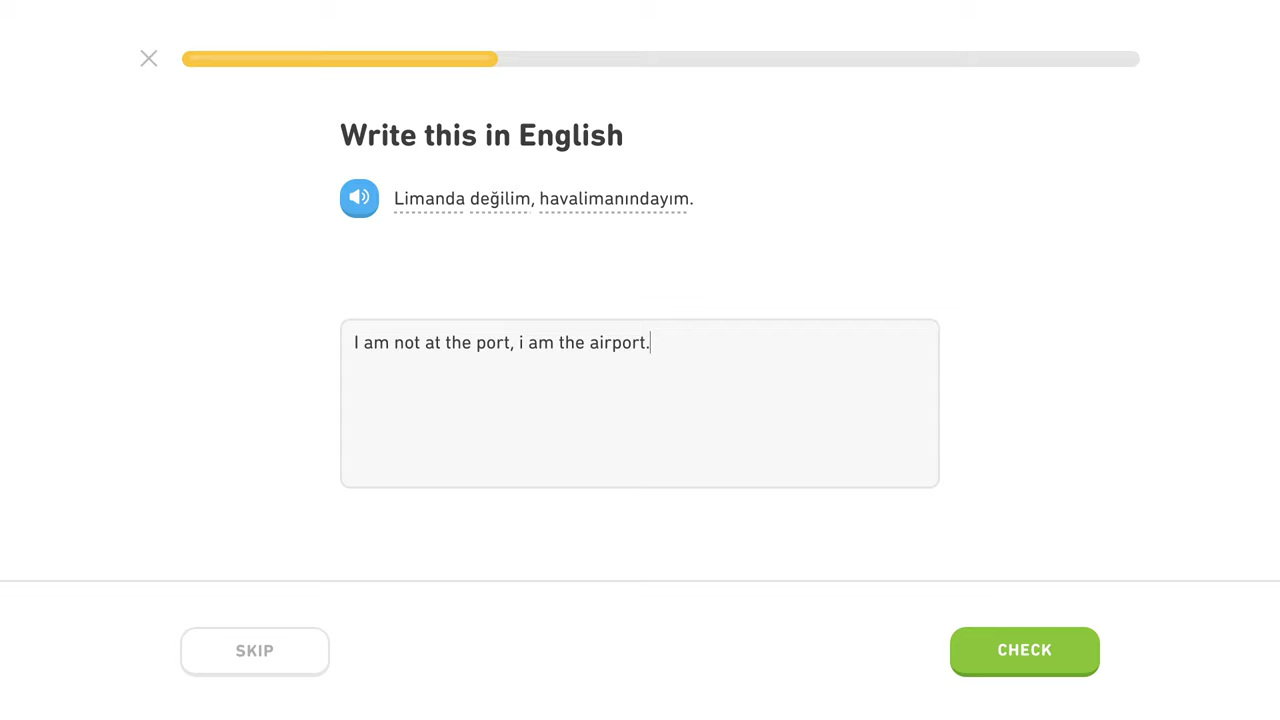 Write this in English
Limanda değilim, havalimanındayım.
I am not at the port, i am the airport.
SKIP
CHECK